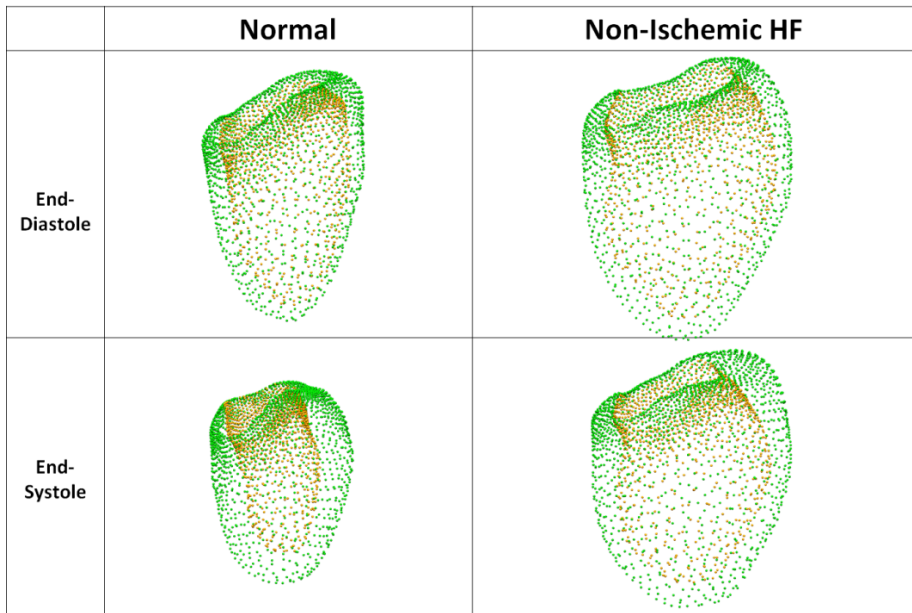 Normal
Non-Ischemic HF
End-
Diastole
End-
Systole